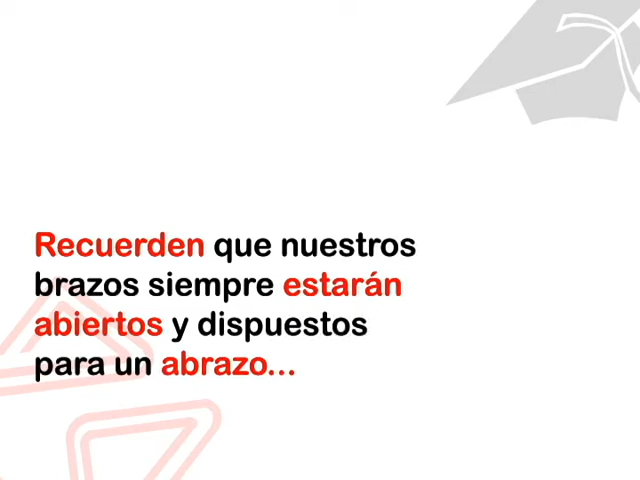 Recuerden que nuestros
brazos siempre estarán
abiertos y dispuestos
para un abrazo...